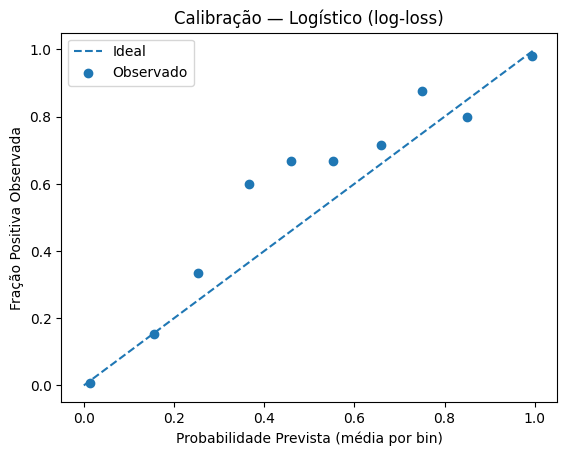 Calibração — Logístico (log-loss)
Ideal
Observado
Fração Positiva Observada
1.0
0.8
0.6
0.4
0.2
0.0
0.0 0.2 0.4 0.6 0.8 1.0
Probabilidade Prevista (média por bin)